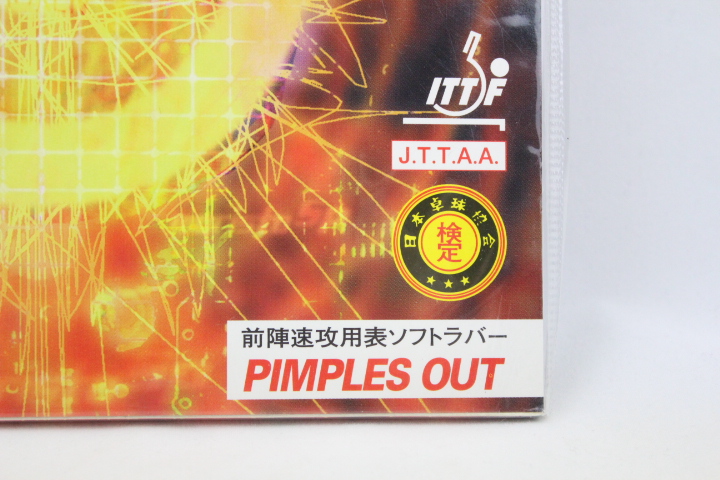 ITTF
J.T.T.A.A.
日本卓球協会
検定
前陣速攻用表ソフトラバー
PIMPLES OUT